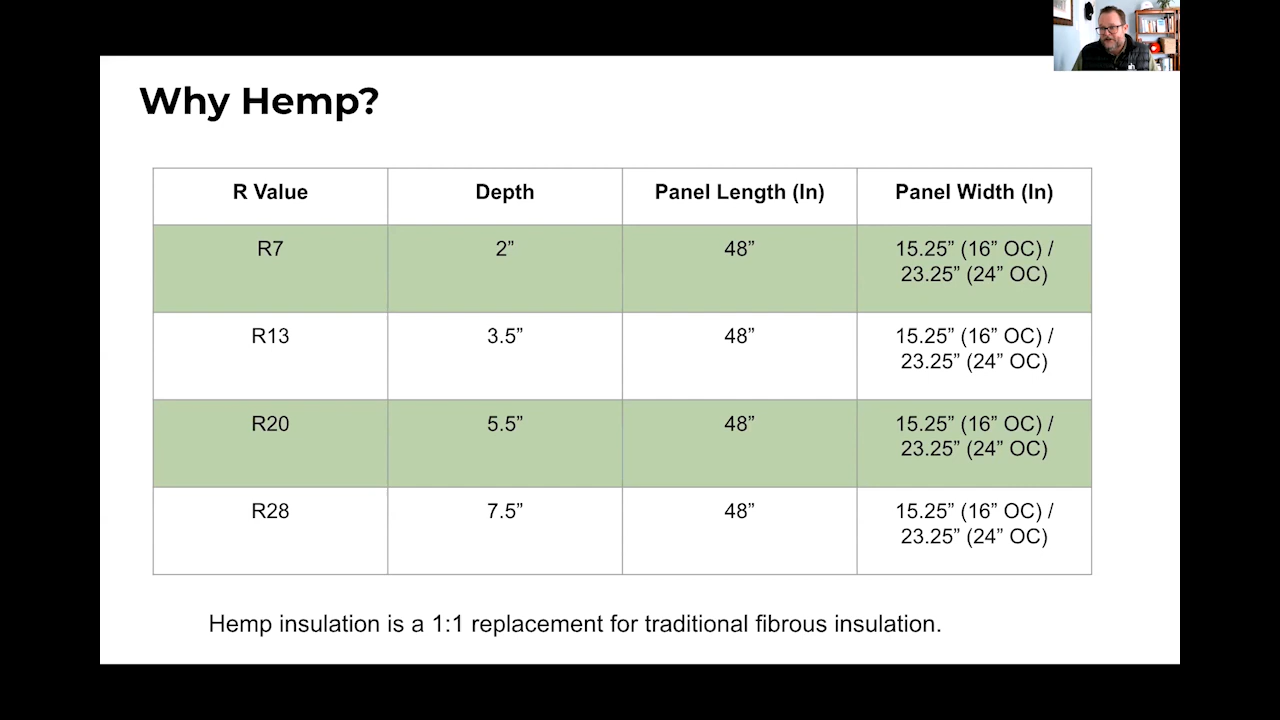 Why Hemp?
R Value Depth Panel Length (In) Panel Width (In)
R7 2” 48” 15.25” (16” OC) /
23.25” (24” OC)
R13 3.5” 48” 15.25” (16” OC) /
23.25” (24” OC)
R20 5.5” 48” 15.25” (16” OC) /
23.25” (24” OC)
R28 7.5” 48” 15.25” (16” OC) /
23.25” (24” OC)
Hemp insulation is a 1:1 replacement for traditional fibrous insulation.